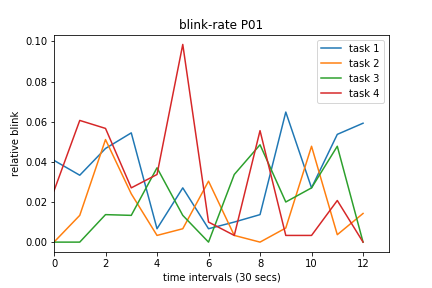 blink-rate P01
0.10
0.08
0.06
0.04
0.02
0.00
relative blink
task 1
task 2
task 3
task 4
0 2 4 6 8 10 12
time intervals (30 secs)